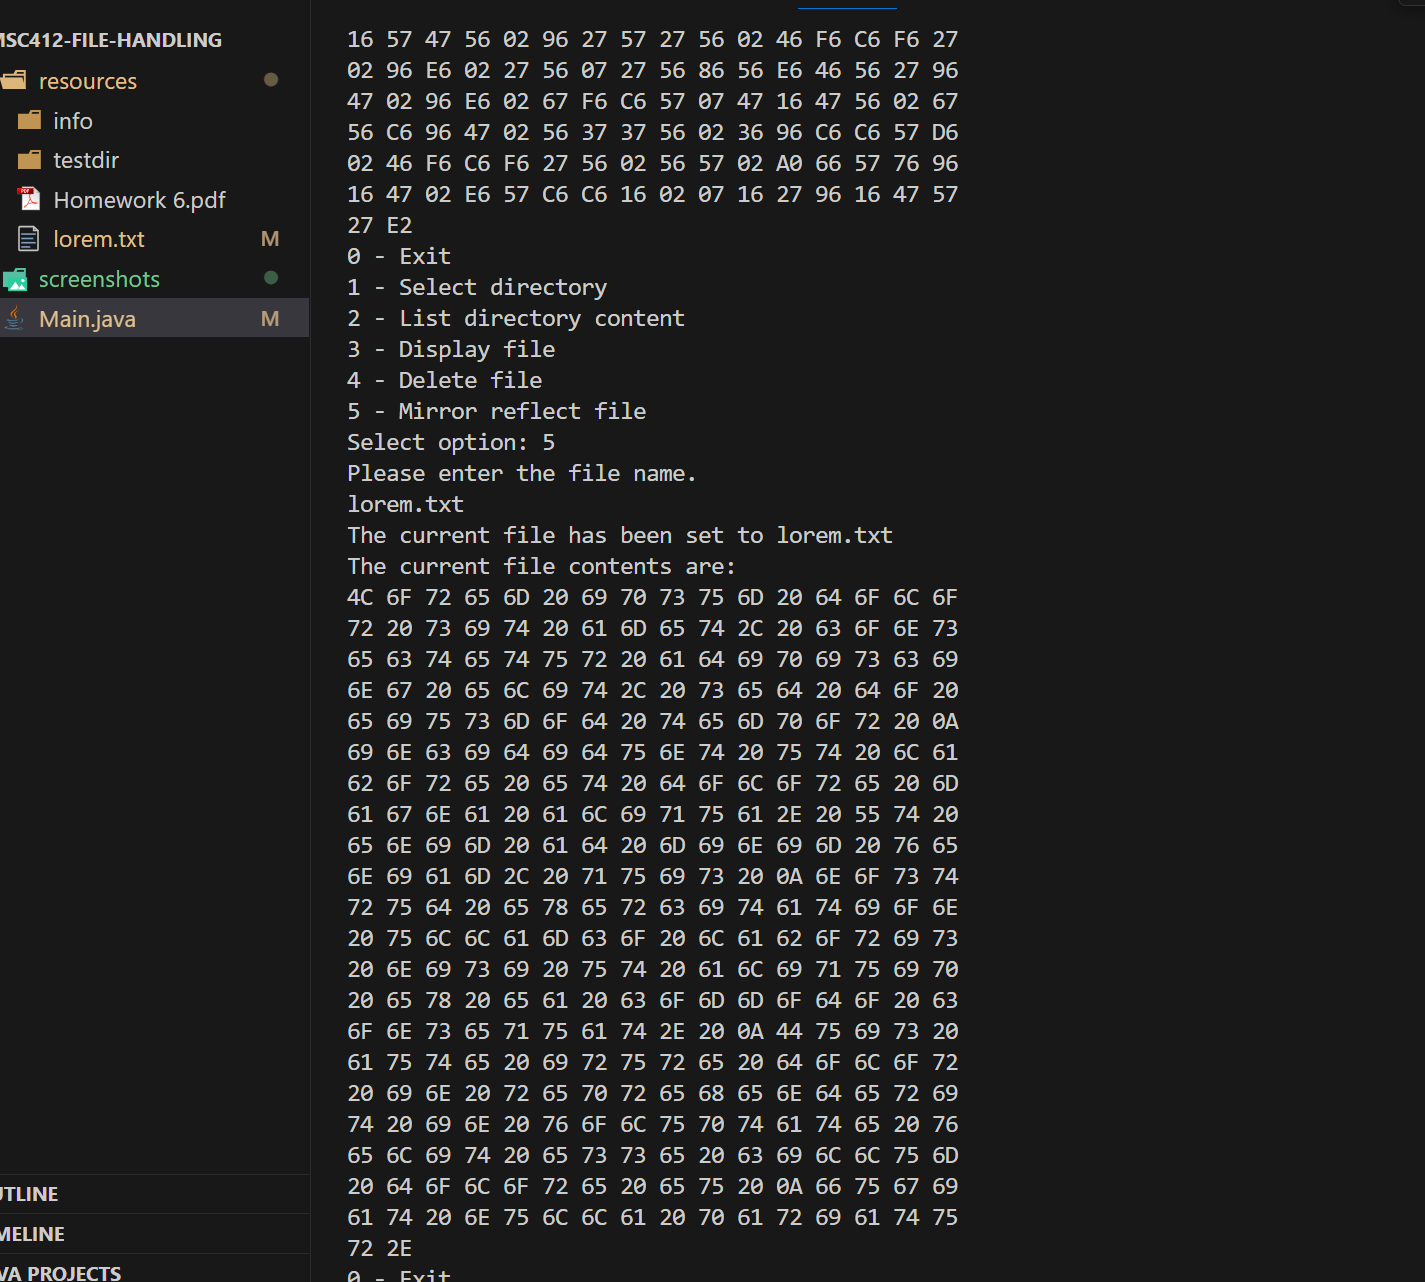 MSC412-FILE-HANDLING
resources
info
testdir
Homework 6.pdf
lorem.txt M
screenshots
Main.java M
UTLINE
MELINE
VA PROJECTS
16 57 47 56 02 96 27 57 27 56 02 46 F6 C6 F6 27
02 96 E6 02 27 56 07 27 56 86 56 E6 46 56 27 96
47 02 96 E6 02 67 F6 C6 57 07 47 16 47 56 02 67
56 C6 96 47 02 56 37 37 56 02 36 96 C6 C6 57 D6
02 46 F6 C6 F6 27 56 02 56 57 02 A0 66 57 76 96
16 47 02 E6 57 C6 C6 16 02 07 16 27 96 16 47 57
27 E2
0 - Exit
1 - Select directory
2 - List directory content
3 - Display file
4 - Delete file
5 - Mirror reflect file
Select option: 5
Please enter the file name.
lorem.txt
The current file has been set to lorem.txt
The current file contents are:
4C 6F 72 65 6D 20 69 70 73 75 6D 20 64 6F 6C 6F
72 20 73 69 74 20 61 6D 65 74 2C 20 63 6F 6E 73
65 63 74 65 74 75 72 20 61 64 69 70 69 73 63 69
6E 67 20 65 6C 69 74 2C 20 73 65 64 20 64 6F 20
65 69 75 73 6D 6F 64 20 74 65 6D 70 6F 72 20 0A
69 6E 63 69 64 69 64 75 6E 74 20 75 74 20 6C 61
62 6F 72 65 20 65 74 20 64 6F 6C 6F 72 65 20 6D
61 67 6E 61 20 61 6C 69 71 75 61 2E 20 55 74 20
65 6E 69 6D 20 61 64 20 6D 69 6E 69 6D 20 76 65
6E 69 61 6D 2C 20 71 75 69 73 20 0A 6E 6F 73 74
72 75 64 20 65 78 65 72 63 69 74 61 74 69 6F 6E
20 75 6C 6C 61 6D 63 6F 20 6C 61 62 6F 72 69 73
20 6E 69 73 69 20 75 74 20 61 6C 69 71 75 69 70
20 65 78 20 65 61 20 63 6F 6D 6D 6F 64 6F 20 63
6F 6E 73 65 71 75 61 74 2E 20 0A 44 75 69 73 20
61 75 74 65 20 69 72 75 72 65 20 64 6F 6C 6F 72
20 69 6E 20 72 65 70 72 65 68 65 6E 64 65 72 69
74 20 69 6E 20 76 6F 6C 75 70 74 61 74 65 20 76
65 6C 69 74 20 65 73 73 65 20 63 69 6C 6C 75 6D
20 64 6F 6C 6F 72 65 20 65 75 20 0A 66 75 67 69
61 74 20 6E 75 6C 6C 61 20 70 61 72 69 61 74 75
72 2E
0 - Exit